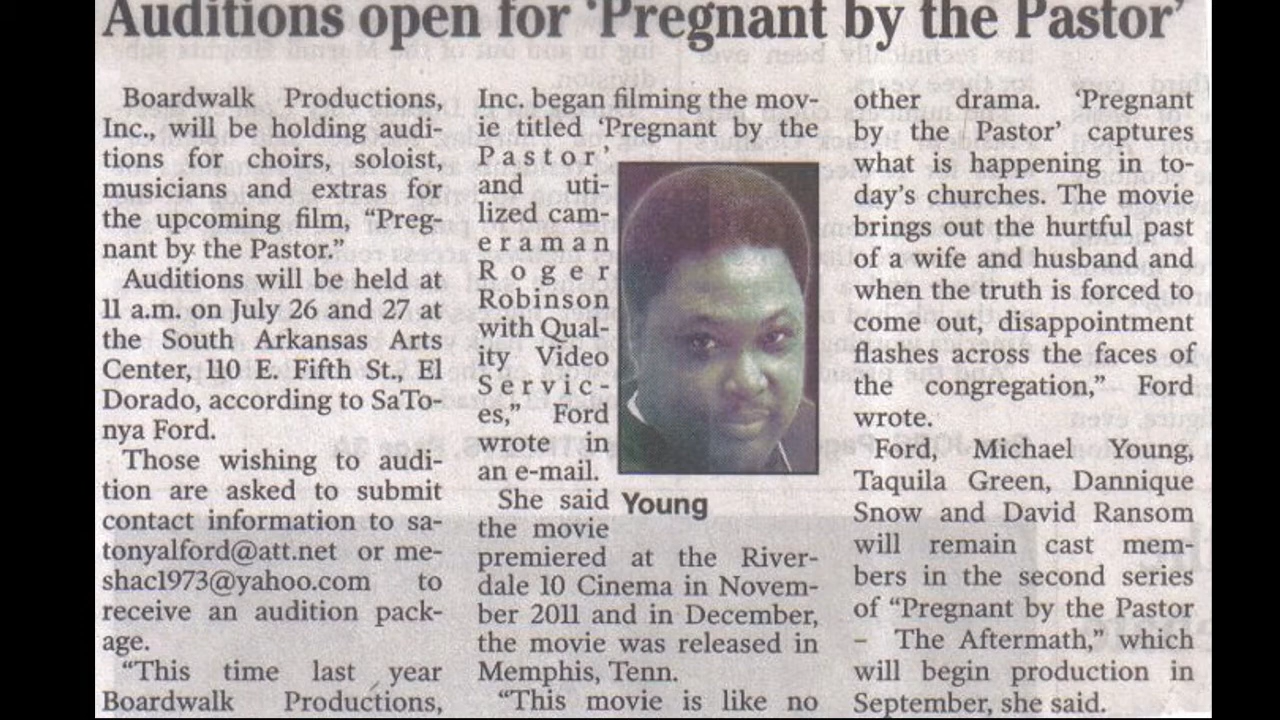 Auditions open for ‘Pregnant by the Pastor’
Boardwalk Productions,
Inc., will be holding audi-
tions for choirs, soloist,
musicians and extras for
the upcoming film, “Preg-
nant by the Pastor.”
Auditions will be held at
11 a.m. on July 26 and 27 at
the South Arkansas Arts
Center, 110 E. Fifth St., El
Dorado, according to SaTo-
nya Ford.
Those wishing to audi-
tion are asked to submit
contact information to sa-
tonyalford@att.net or me-
shac1973@yahoo.com to
receive an audition pack-
age.
“This time last year
Boardwalk Productions,
Inc. began filming the mov-
ie titled ‘Pregnant by the
Pastor’
and uti-
lized cam-
eraman
Roger
Robinson
with Qual-
ity Video
Servic-
es,” Ford
wrote in
an e-mail.
She said
the movie
premiered at the River-
dale 10 Cinema in Novem-
ber 2011 and in December,
the movie was released in
Memphis, Tenn.
“This movie is like no
Young
other drama. ‘Pregnant
by the Pastor’ captures
what is happening in to-
day’s churches. The movie
brings out the hurtful past
of a wife and husband and
when the truth is forced to
come out, disappointment
flashes across the faces of
the congregation,” Ford
wrote.
Ford, Michael Young,
Taquila Green, Dannique
Snow and David Ransom
will remain cast mem-
bers in the second series
of “Pregnant by the Pastor
– The Aftermath,” which
will begin production in
September, she said.